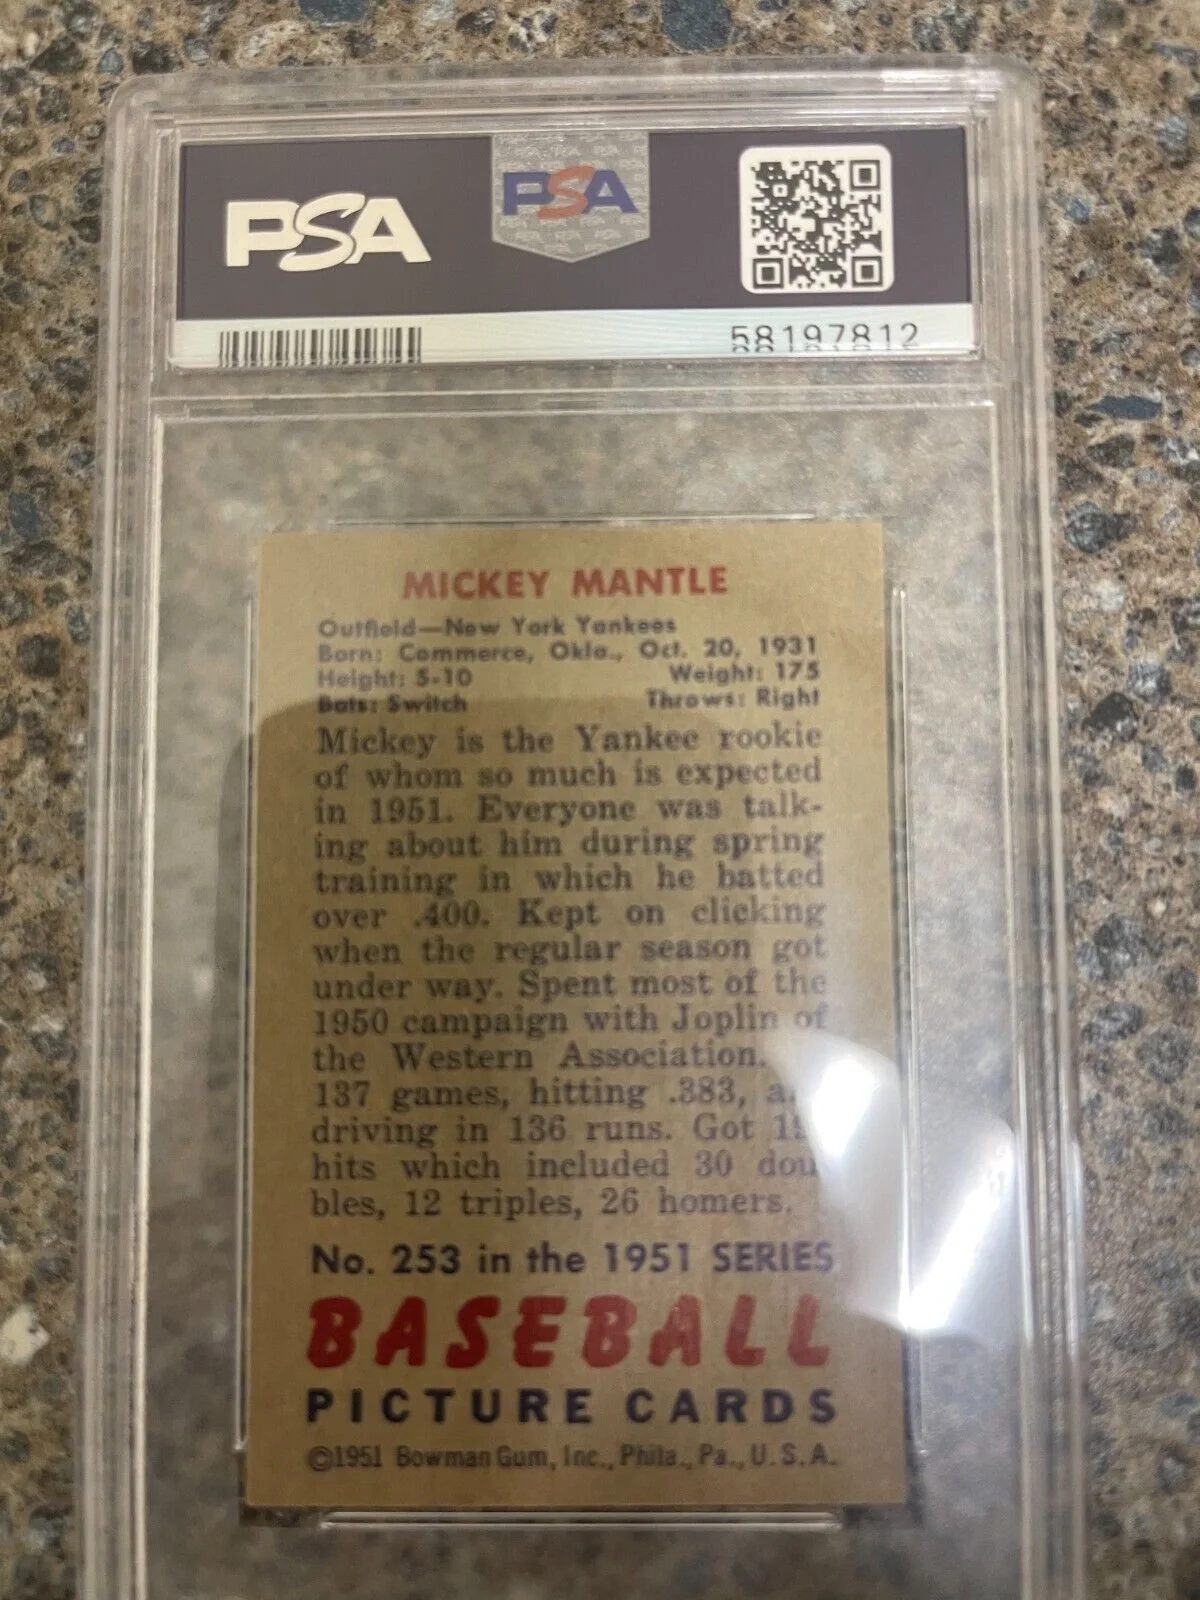 PSA
PSA
58197812
MICKEY MANTLE
Outfield—New York Yankees
Born: Commerce, Okla., Oct. 20, 1931
Height: 5-10 Weight: 175
Bats: Switch Throws: Right
Mickey is the Yankee rookie
of whom so much is expected
in 1951. Everyone was talk-
ing about him during spring
training in which he batted
over .400. Kept on clicking
when the regular season got
under way. Spent most of the
1950 campaign with Joplin of
the Western Association.
137 games, hitting .383,
driving in 136 runs. Got
hits which included 30 dou
bles, 12 triples, 26 homers.
No. 253 in the 1951 SERIES
BASEBALL
PICTURE CARDS
©1951 Bowman Gum, Inc., Phila., Pa., U.S.A.